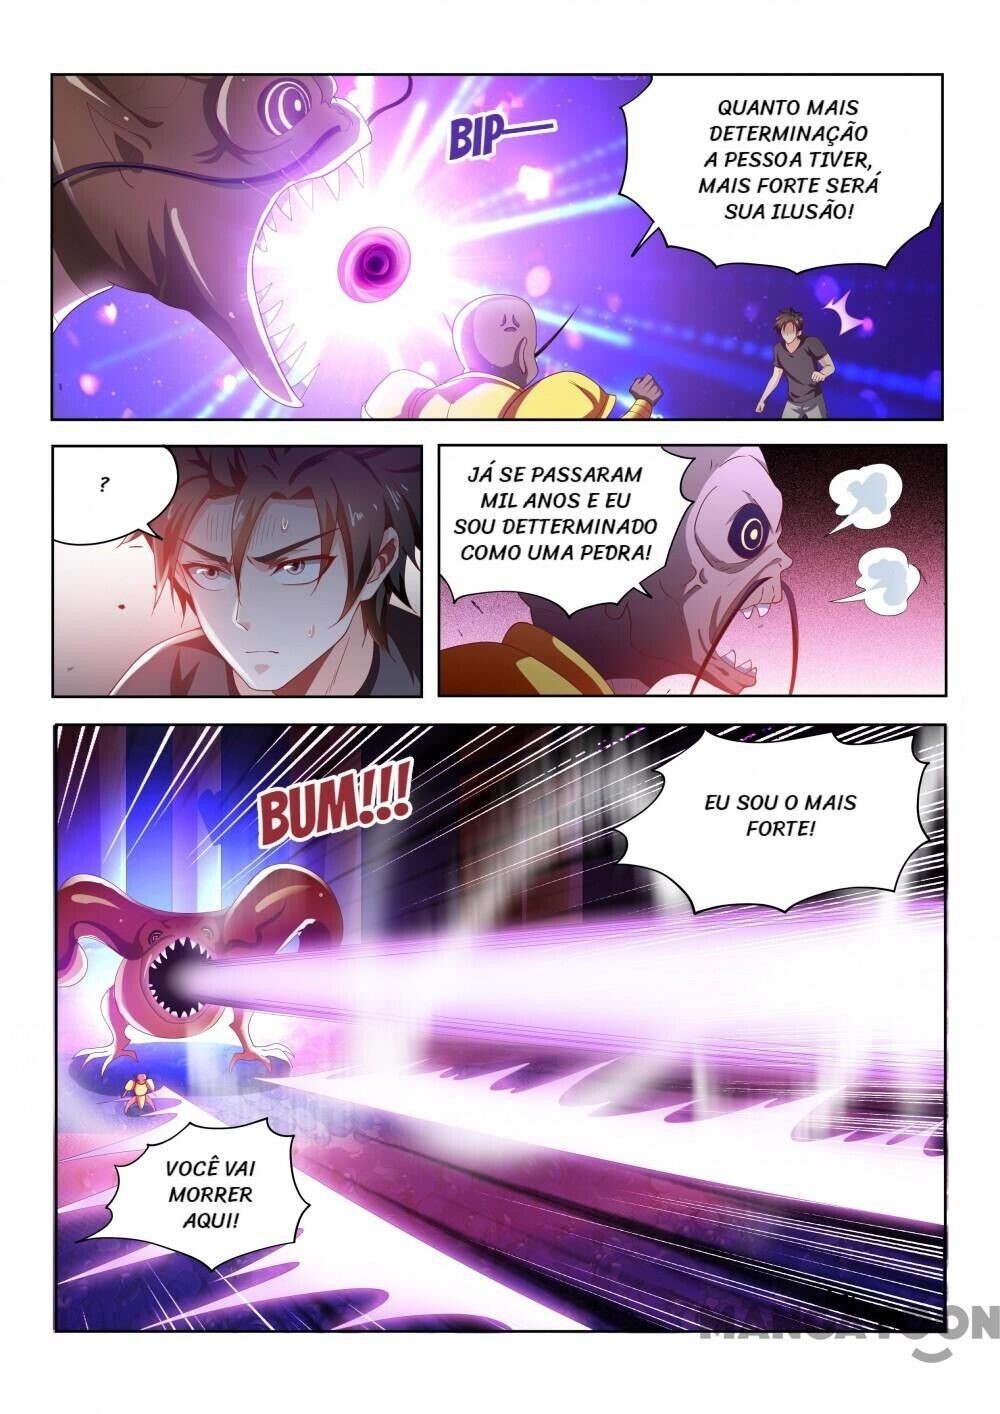 BIP—
QUANTO MAIS
DETERMINAÇÃO
A PESSOA TIVER,
MAIS FORTE SERÁ
SUA ILUSÃO!
?
JÁ SE PASSARAM
MIL ANOS E EU
SOU DETTERMINADO
COMO UMA PEDRA!
BUM!!!
EU SOU O MAIS
FORTE!
VOCÊ VAI
MORRER
AQUI!
MANGATOON